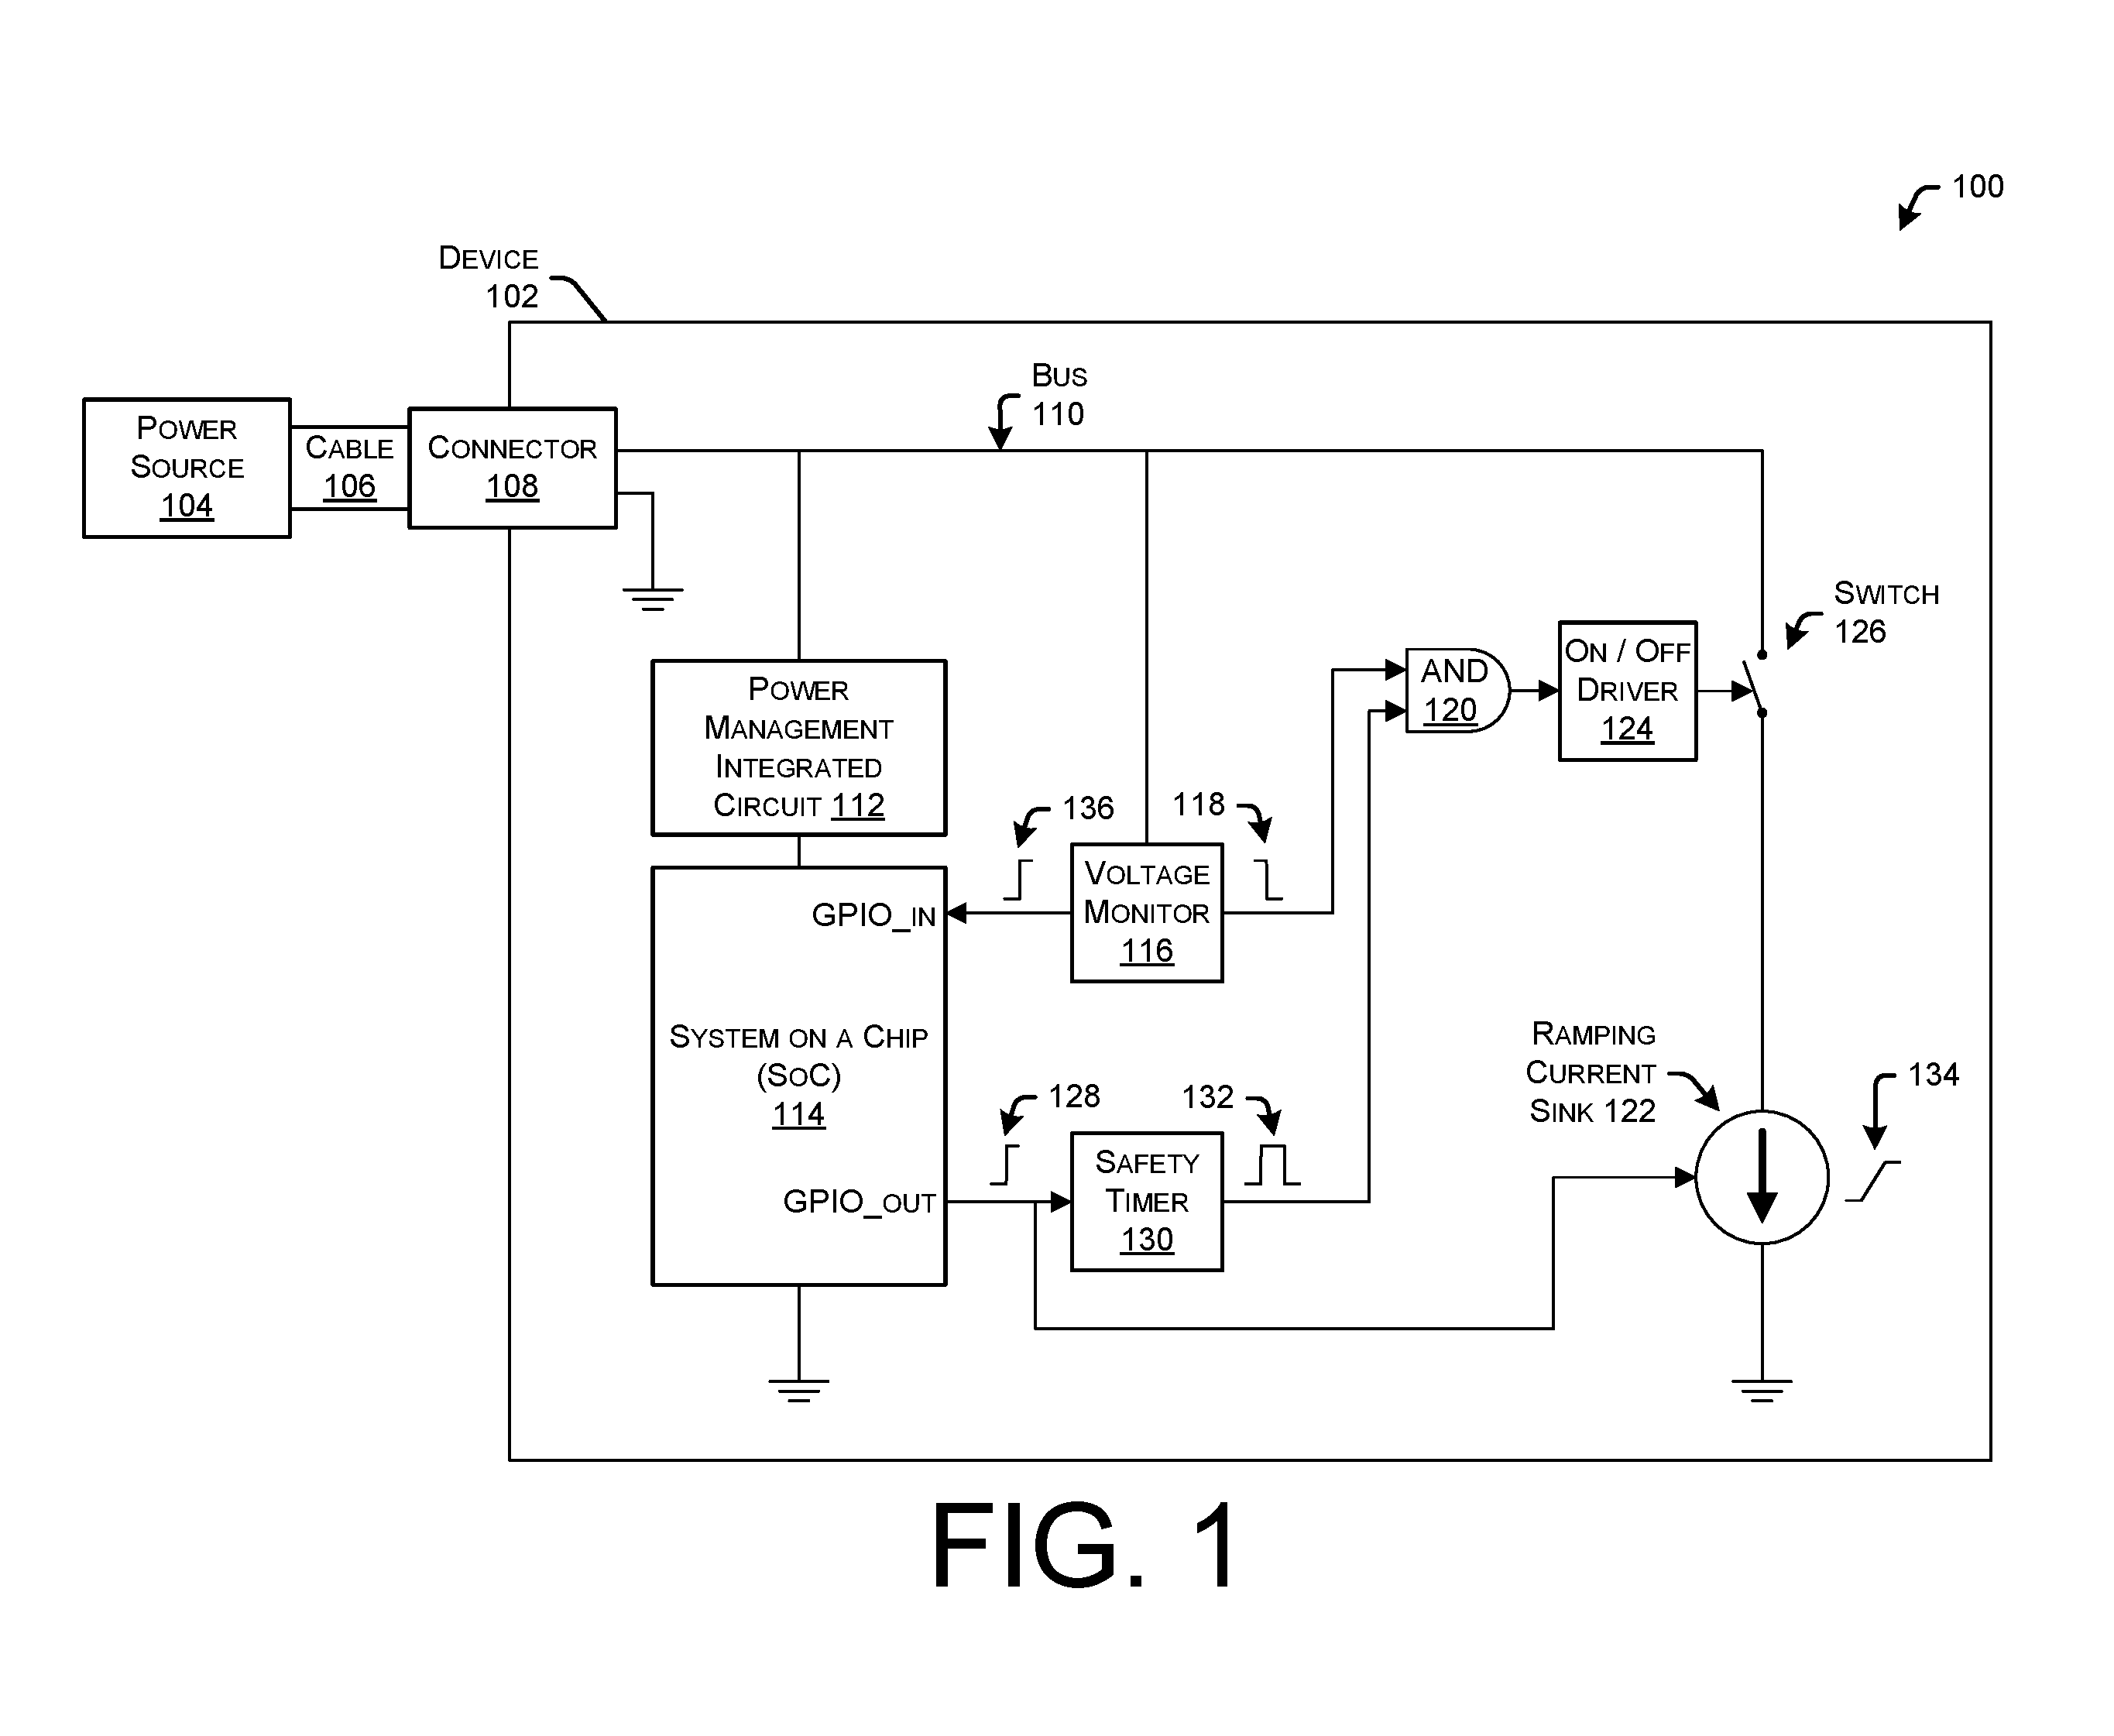 100
DEVICE
102
BUS
110
POWER
SOURCE
104
CABLE
106
CONNECTOR
108
SWITCH
126
ON / OFF
DRIVER
124
AND
120
POWER
MANAGEMENT
INTEGRATED
CIRCUIT 112
136
118
VOLTAGE
MONITOR
116
GPIO_IN
SYSTEM ON A CHIP
(SOC)
114
GPIO_OUT
128
132
SAFETY
TIMER
130
RAMPING
CURRENT
SINK 122
134
FIG. 1